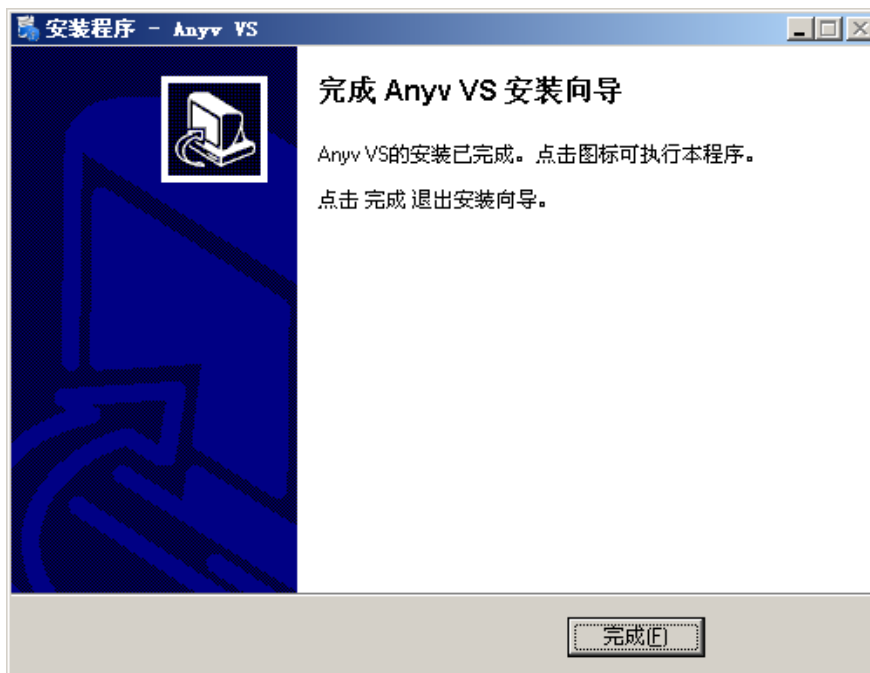 安装程序 - Anyv VS
完成 Anyv VS 安装向导
Anyv VS的安装已完成。点击图标可执行本程序。
点击 完成 退出安装向导。
完成(F)